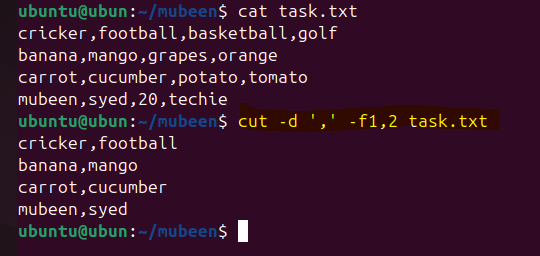 ubuntu@ubun:~/mubeen$ cat task.txt
cricker,football,basketball,golf
banana,mango,grapes,orange
carrot,cucumber,potato,tomato
mubeen,syed,20,techie
ubuntu@ubun:~/mubeen$ cut -d ',' -f1,2 task.txt
cricker,football
banana,mango
carrot,cucumber
mubeen,syed
ubuntu@ubun:~/mubeen$